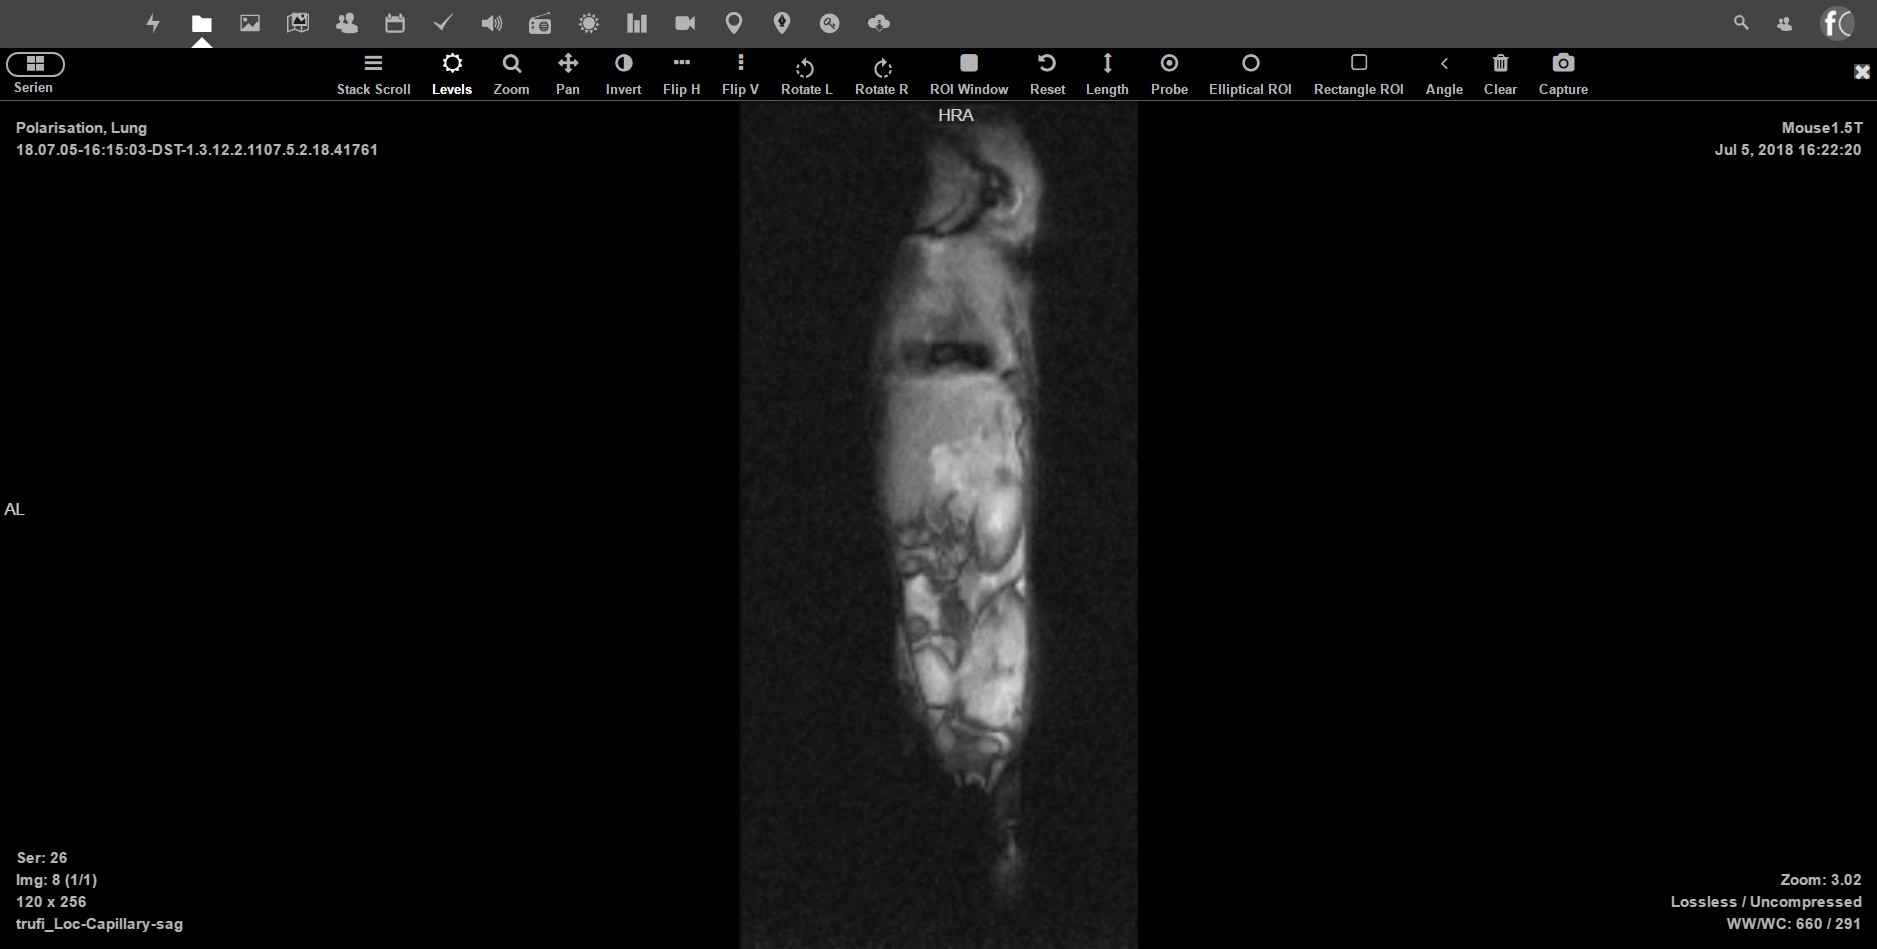 Serien
Stack Scroll
Levels
Zoom
Pan
Invert
Flip H
Flip V
Rotate L
Rotate R
ROI Window
Reset
Length
Probe
Elliptical ROI
Rectangle ROI
Angle
Clear
Capture
HRA
Polarisation, Lung
18.07.05-16:15:03-DST-1.3.12.2.1107.5.2.18.41761
Mouse1.5T
Jul 5, 2018 16:22:20
AL
Ser: 26
Img: 8 (1/1)
120 x 256
trufi_Loc-Capillary-sag
Zoom: 3.02
Lossless / Uncompressed
WW/WC: 660 / 291